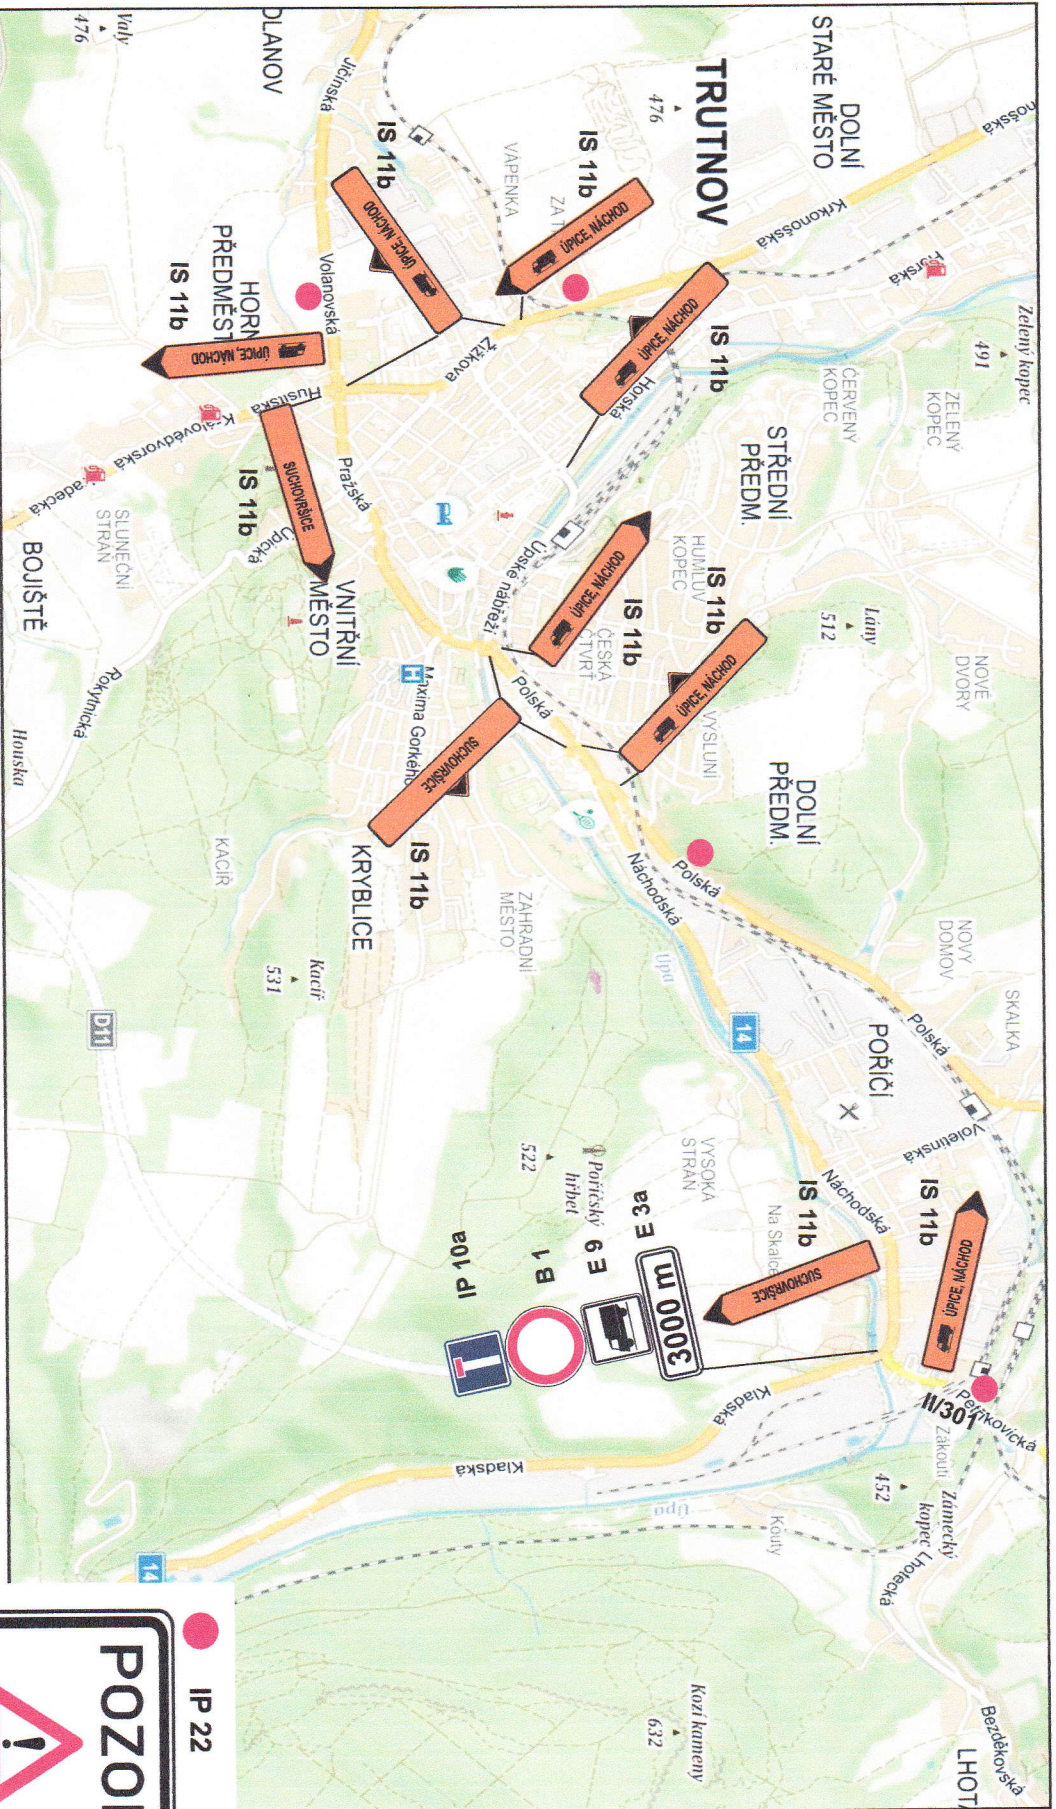 TRUTNOV
476
DOLNÍ
STARÉ MĚSTO
Krkonošská
Horská
Zelený kopec
491
ZELENÝ
KOPEC
ČERVENÝ
KOPEC
STŘEDNÍ
PŘEDM.
HUMLŮV
KOPEC
Lány
512
NOVÉ
DVORY
DOLNÍ
PŘEDM.
VÝSLUNÍ
ČESKÁ
ČTVRŤ
NOVÝ
DOMOV
SKALKA
POŘÍČÍ
Polská
Polská
Polská
Voletinská
Náchodská
Náchodská
14
Úpa
VÁPENKA
IS 11b
ÚPICE, NÁCHOD
IS 11b
ÚPICE, NÁCHOD
IS 11b
ÚPICE, NÁCHOD
IS 11b
ÚPICE, NÁCHOD
IS 11b
ÚPICE, NÁCHOD
IS 11b
ÚPICE, NÁCHOD
IS 11b
ÚPICE, NÁCHOD
IS 11b
SUCHOVRŠICE
IS 11b
SUCHOVRŠICE
IS 11b
SUCHOVRŠICE
Valy
476
Jičínská
Volanovská
Žižkova
Horská
Úpské nábřeží
Pražská
Husitská
Královédvorská
Úpická
SLUNEČNÍ
STRÁŇ
BOJIŠTĚ
VNITŘNÍ
MĚSTO
H
Maxima Gorkého
KRYBLICE
ZAHRADNÍ
MĚSTO
KACÍŘ
Kacíř
531
Rokytnická
Houska
D11
Poříčský
hřbet
522
VYSOKÁ
STRÁŇ
Na Skalce
E 3a
3000 m
E 9
B 1
IP 10a
II/301
Petříkovická
Zákoutí
Zámecký
kopec
452
Lhotecká
Kouty
Kladská
Kladská
Úpa
14
Bezděkovská
Kozí kameny
632
IP 22